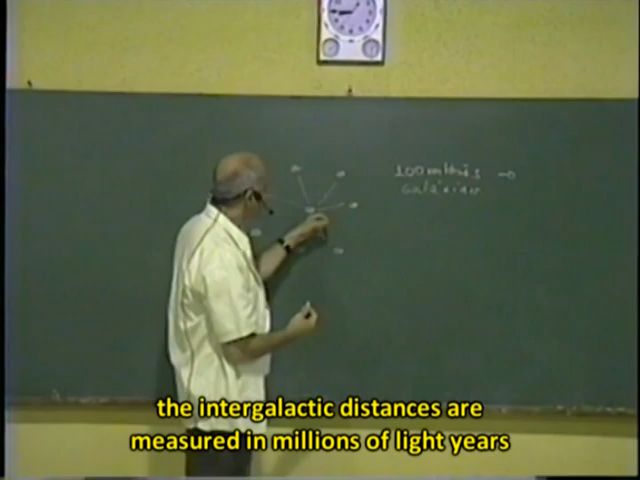 100 milhões →
galáxias
the intergalactic distances are
measured in millions of light years